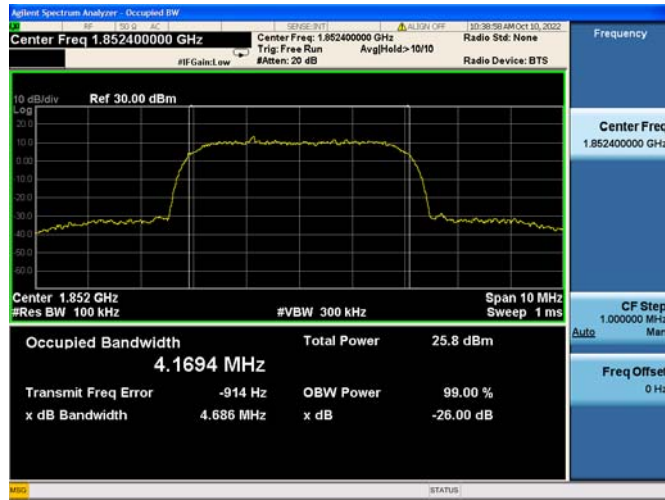 Agilent Spectrum Analyzer - Occupied BW
RF 50 Ω AC SENSE:INT ALIGN OFF 10:38:58 AM Oct 10, 2022
Center Freq 1.852400000 GHz
Center Freq: 1.852400000 GHz
Radio Std: None
Trig: Free Run Avg|Hold:>10/10
#IFGain:Low #Atten: 20 dB Radio Device: BTS
10 dB/div Ref 30.00 dBm
Log
20.0
10.0
0.00
-10.0
-20.0
-30.0
-40.0
-50.0
-60.0
Center 1.852 GHz Span 10 MHz
#Res BW 100 kHz #VBW 300 kHz Sweep 1 ms
Occupied Bandwidth Total Power 25.8 dBm
4.1694 MHz
Transmit Freq Error -914 Hz OBW Power 99.00 %
x dB Bandwidth 4.686 MHz x dB -26.00 dB
MSG STATUS
Frequency
Center Freq
1.852400000 GHz
CF Step
1.000000 MHz
Auto Man
Freq Offset
0 Hz